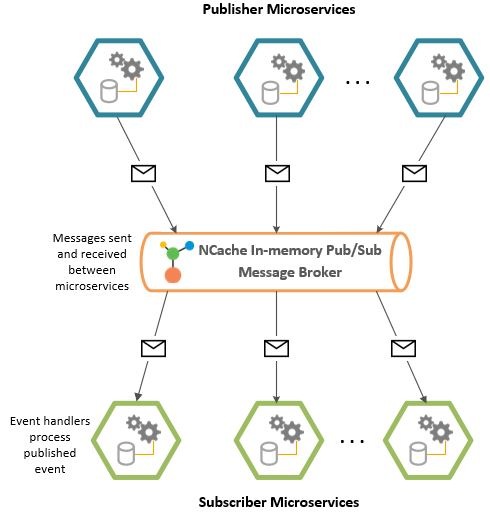 Publisher Microservices
. . .
Messages sent
and received
between
microservices
NCache In-memory Pub/Sub
Message Broker
Event handlers
process
published
event
. . .
Subscriber Microservices